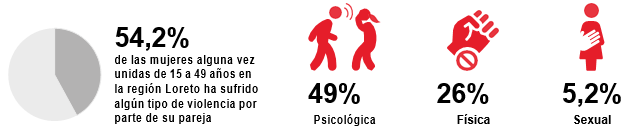 54,2%
de las mujeres alguna vez
unidas de 15 a 49 años en
la región Loreto ha sufrido
algún tipo de violencia por
parte de su pareja
49%
Psicológica
26%
Física
5,2%
Sexual